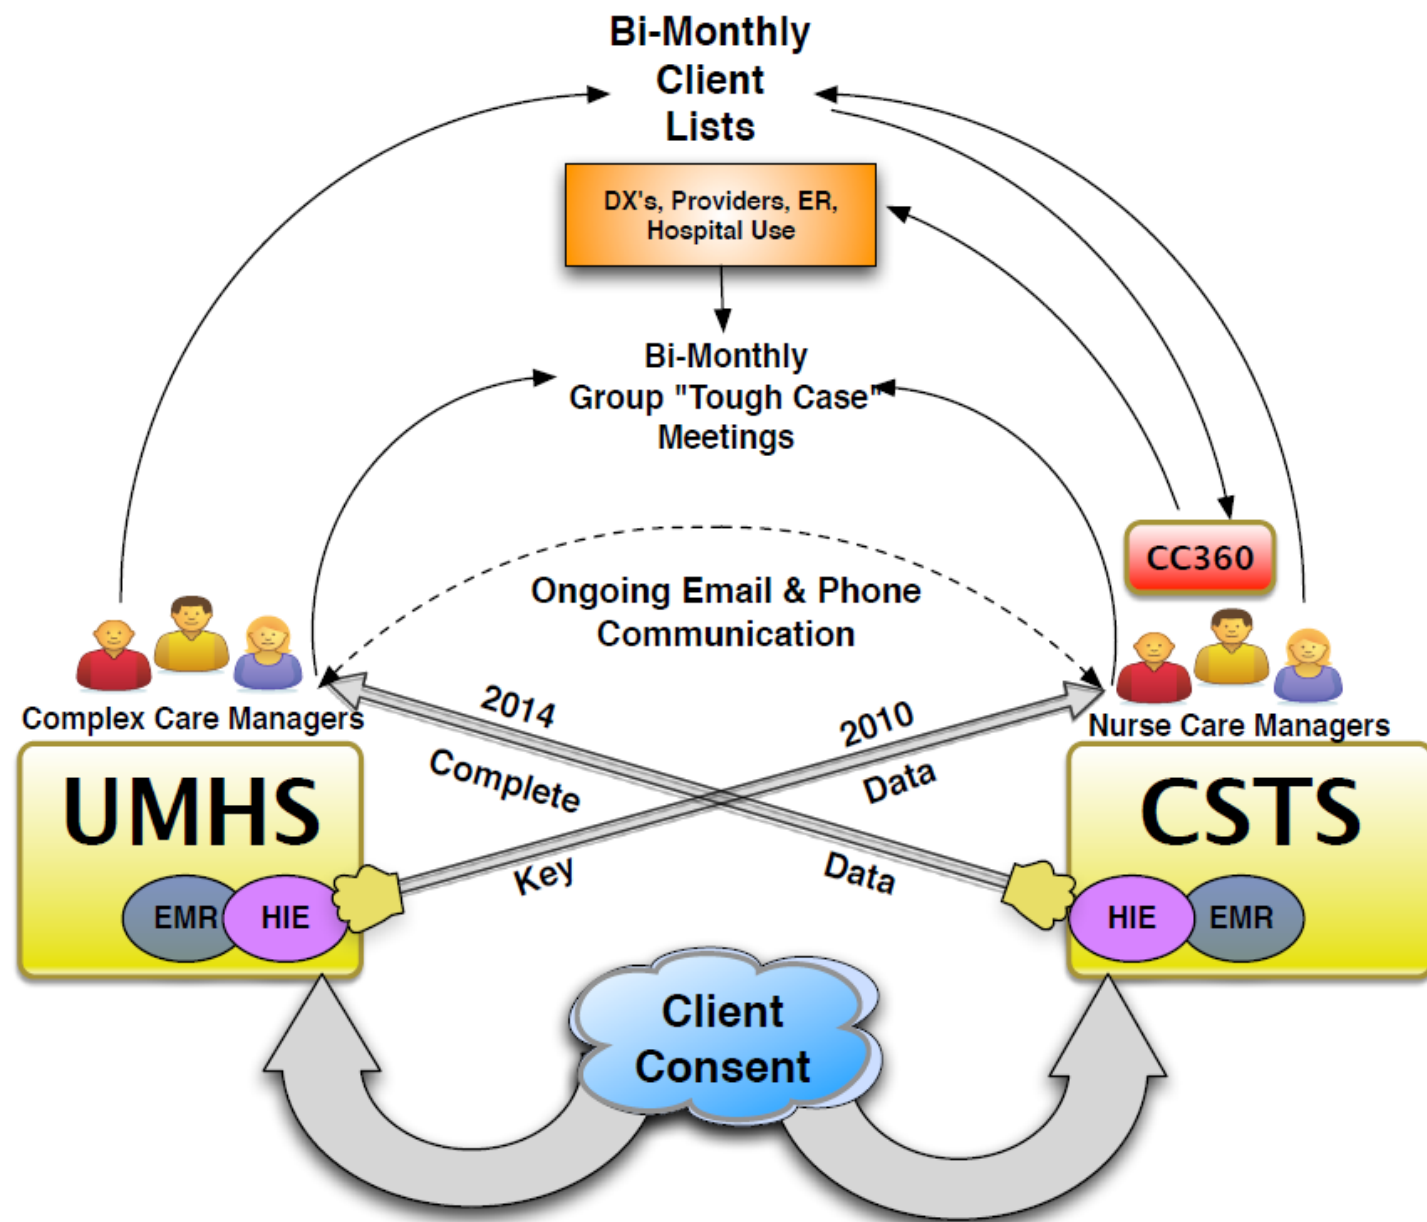 Bi-Monthly
Client
Lists
DX's, Providers, ER,
Hospital Use
Bi-Monthly
Group "Tough Case"
Meetings
CC360
Ongoing Email & Phone
Communication
2014
2010
Complex Care Managers
Nurse Care Managers
Complete
Data
UMHS
CSTS
Key
Data
EMR
HIE
HIE
EMR
Client
Consent